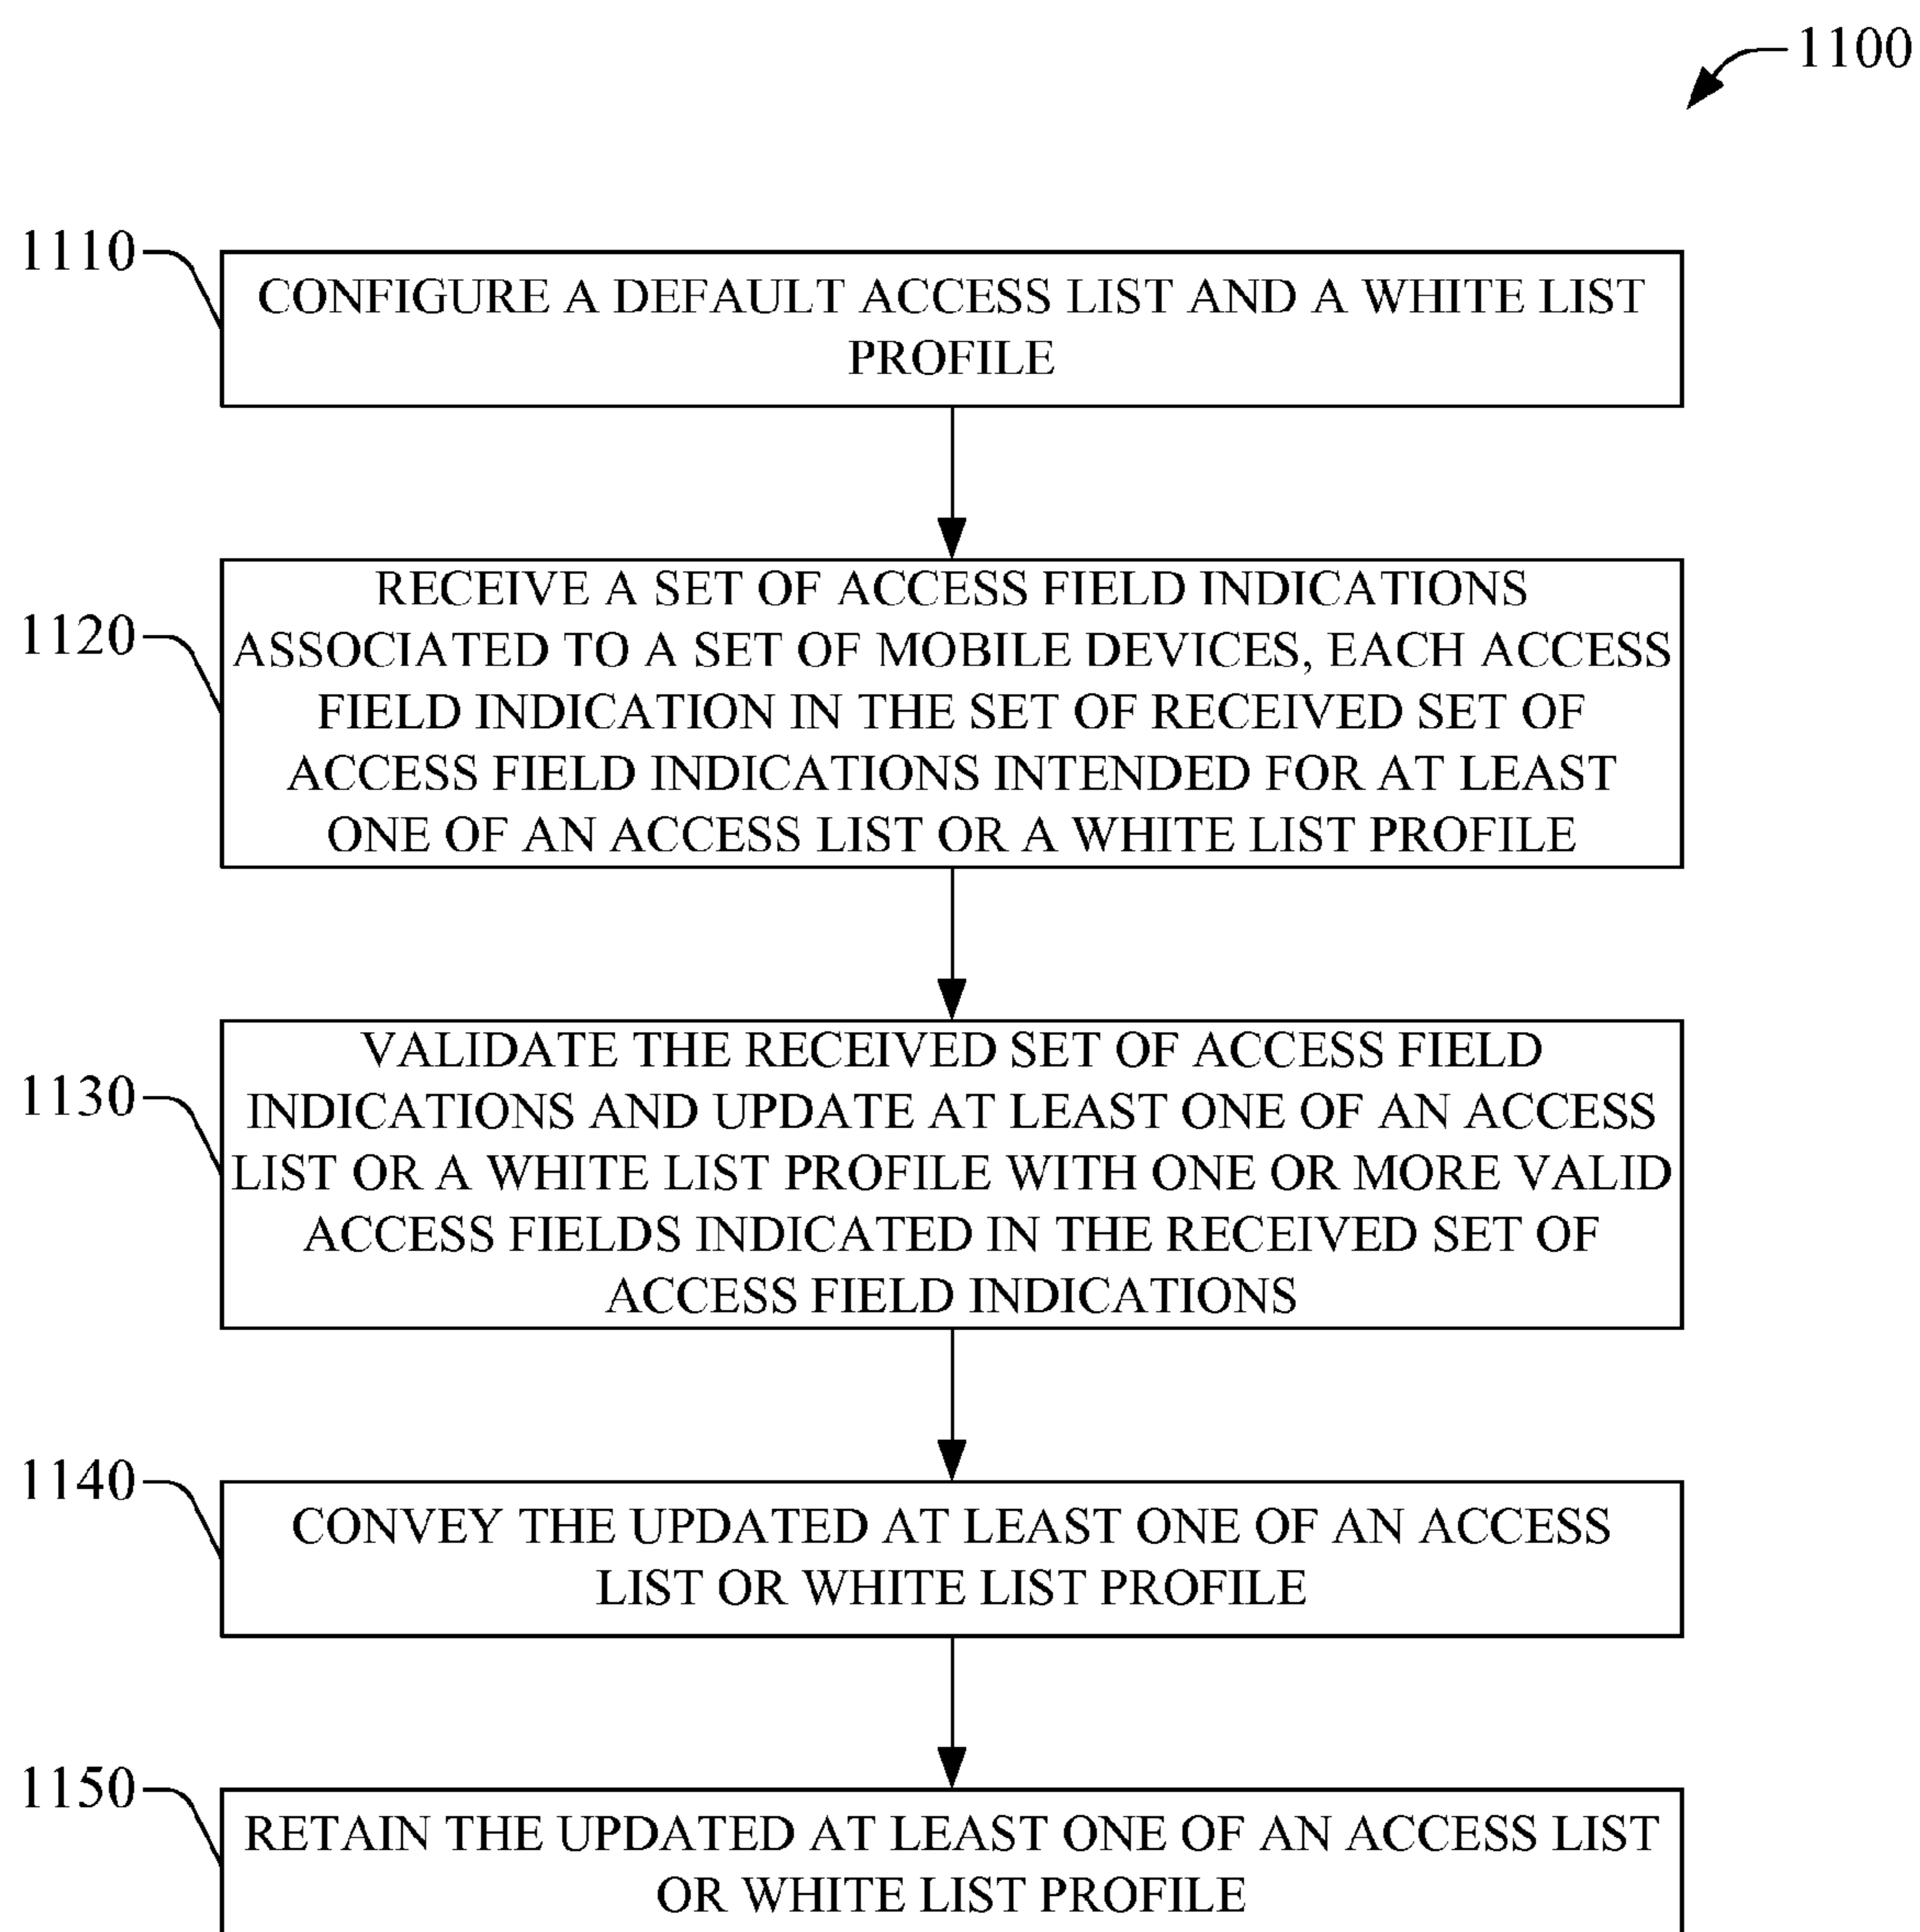 1100
1110
CONFIGURE A DEFAULT ACCESS LIST AND A WHITE LIST
PROFILE
1120
RECEIVE A SET OF ACCESS FIELD INDICATIONS
ASSOCIATED TO A SET OF MOBILE DEVICES, EACH ACCESS
FIELD INDICATION IN THE SET OF RECEIVED SET OF
ACCESS FIELD INDICATIONS INTENDED FOR AT LEAST
ONE OF AN ACCESS LIST OR A WHITE LIST PROFILE
1130
VALIDATE THE RECEIVED SET OF ACCESS FIELD
INDICATIONS AND UPDATE AT LEAST ONE OF AN ACCESS
LIST OR A WHITE LIST PROFILE WITH ONE OR MORE VALID
ACCESS FIELDS INDICATED IN THE RECEIVED SET OF
ACCESS FIELD INDICATIONS
1140
CONVEY THE UPDATED AT LEAST ONE OF AN ACCESS
LIST OR WHITE LIST PROFILE
1150
RETAIN THE UPDATED AT LEAST ONE OF AN ACCESS LIST
OR WHITE LIST PROFILE